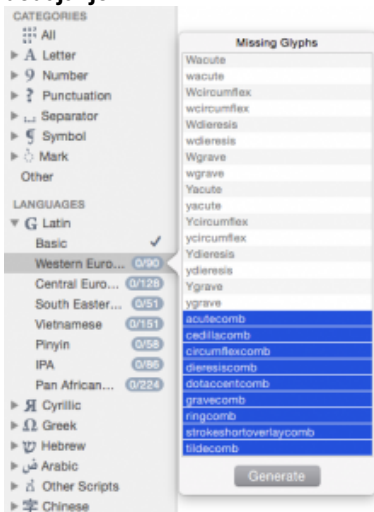 CATEGORIES
All
A Letter
9 Number
? Punctuation
Separator
§ Symbol
Mark
Other
LANGUAGES
G Latin
Basic ✓
Western Euro... 0/90
Central Euro... 0/128
South Easter... 0/51
Vietnamese 0/151
Pinyin 0/58
IPA 0/86
Pan African... 0/224
Я Cyrillic
Ω Greek
Hebrew
Arabic
Other Scripts
字 Chinese
Missing Glyphs
Wacute
wacute
Wcircumflex
wcircumflex
Wdieresis
wdieresis
Wgrave
wgrave
Yacute
yacute
Ycircumflex
ycircumflex
Ydieresis
ydieresis
Ygrave
ygrave
acutecomb
cedillacomb
circumflexcomb
dieresiscomb
dotaccentcomb
gravecomb
ringcomb
strokeshortoverlaycomb
tildecomb
Generate